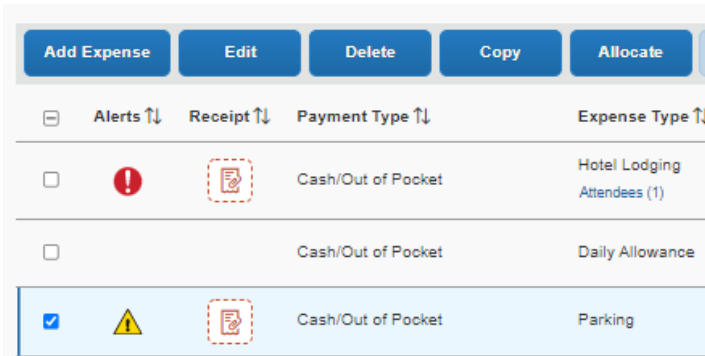 Add Expense Edit Delete Copy Allocate
Alerts Receipt Payment Type Expense Type
Cash/Out of Pocket Hotel Lodging
Attendees (1)
Cash/Out of Pocket Daily Allowance
Cash/Out of Pocket Parking